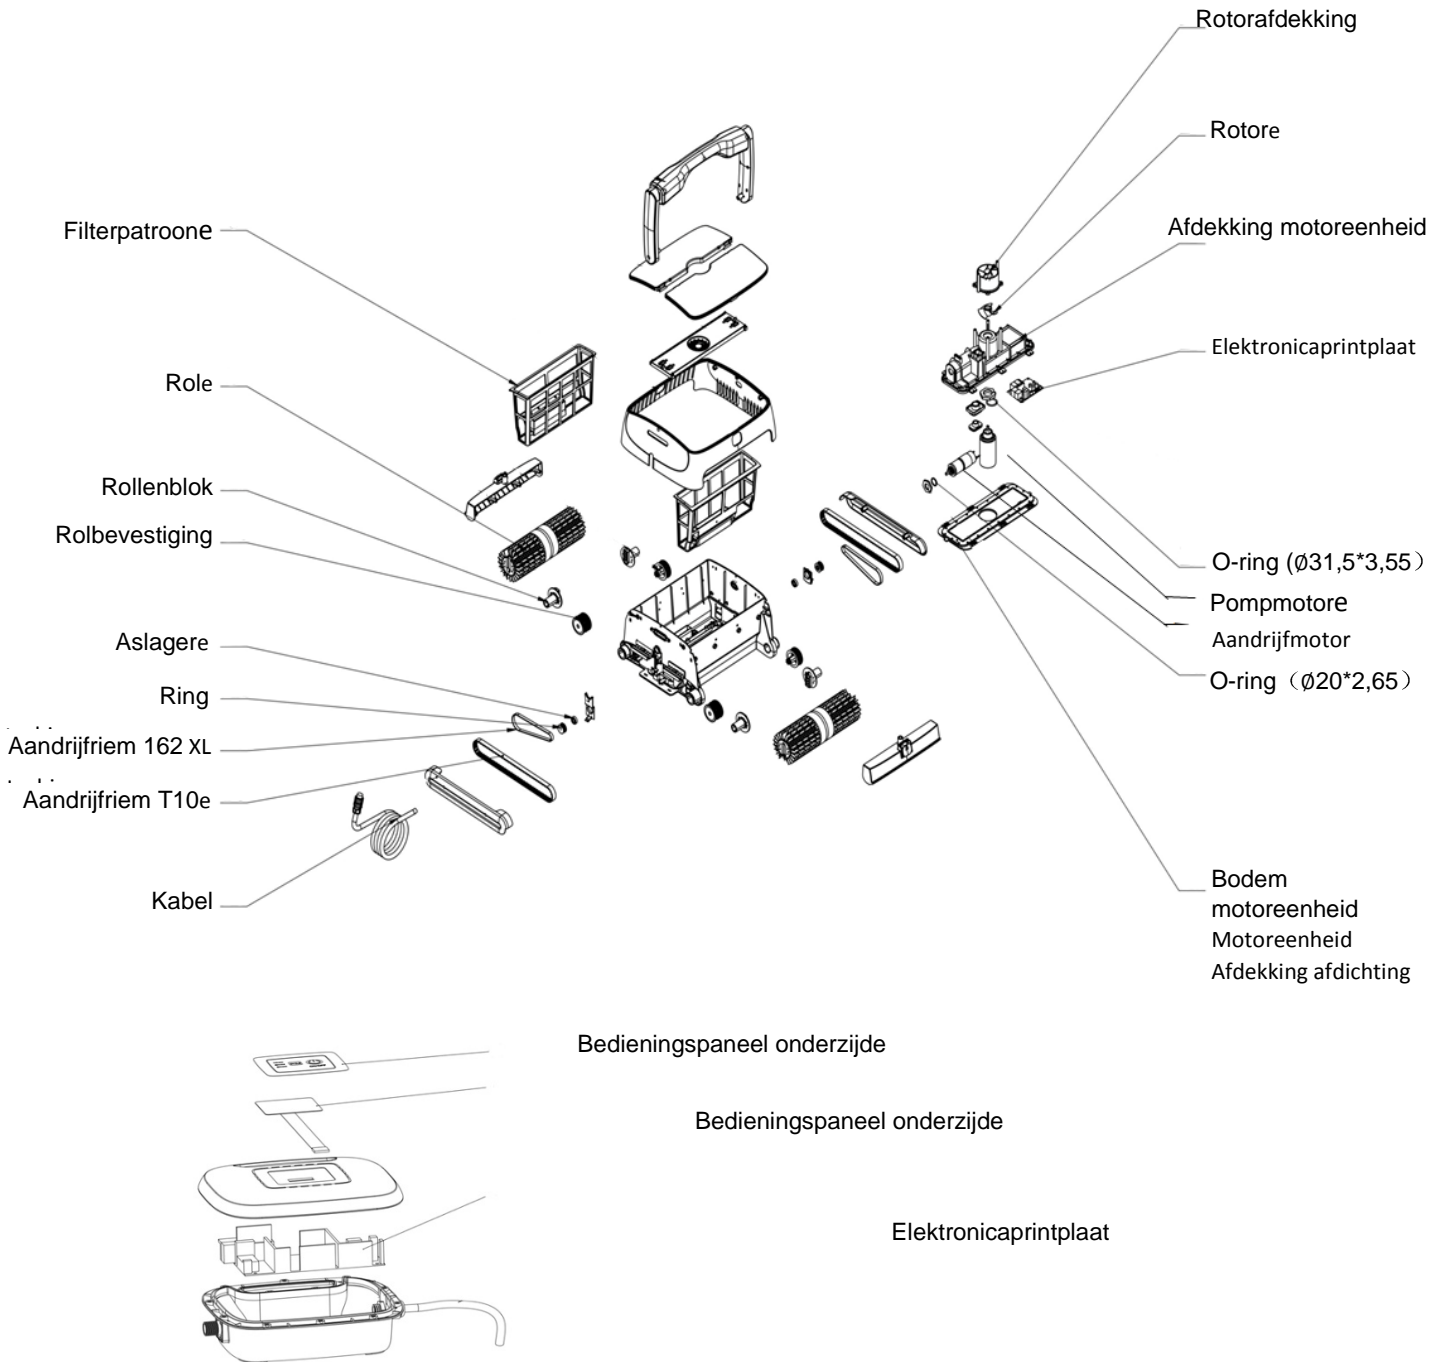 Rotorafdekking
Rotore
Filterpatroone
Afdekking motoreenheid
Elektronicaprintplaat
Role
Rollenblok
Rolbevestiging
O-ring (Ø31,5*3,55）
Pompmotore
Aandrijfmotor
O-ring（Ø20*2,65）
Aslagere
Ring
Aandrijfriem 162 XL
Aandrijfriem T10e
Kabel
Bodem
motoreenheid
Motoreenheid
Afdekking afdichting
Bedieningspaneel onderzijde
Bedieningspaneel onderzijde
Elektronicaprintplaat